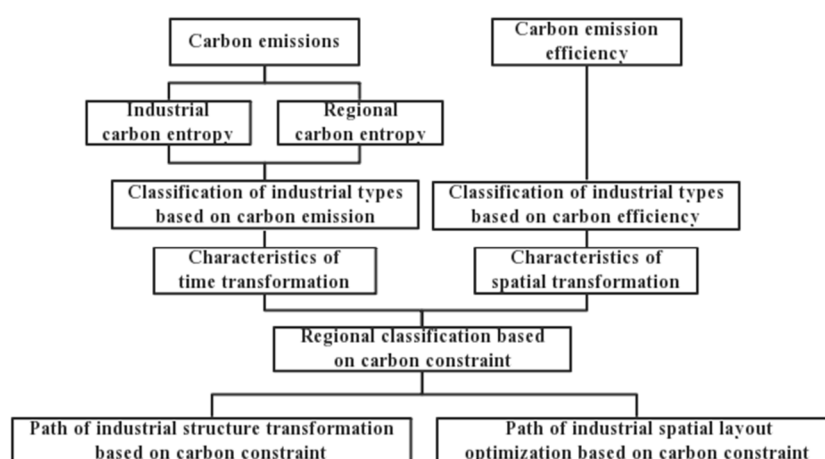 Carbon emissions
Carbon emission
efficiency
Industrial
carbon entropy
Regional
carbon entropy
Classification of industrial types
based on carbon emission
Classification of industrial types
based on carbon efficiency
Characteristics of
time transformation
Characteristics of
spatial transformation
Regional classification based
on carbon constraint
Path of industrial structure transformation
based on carbon constraint
Path of industrial spatial layout
optimization based on carbon constraint